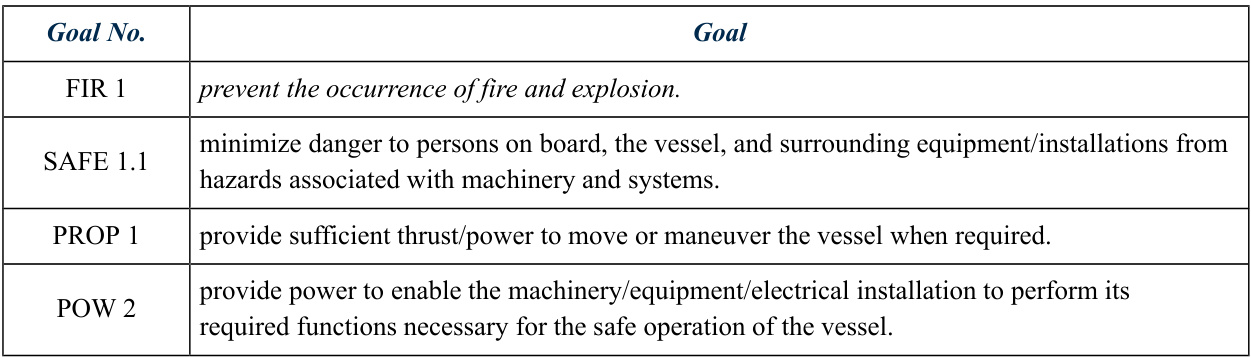 Goal No.
Goal
FIR 1
prevent the occurrence of fire and explosion.
SAFE 1.1
minimize danger to persons on board, the vessel, and surrounding equipment/installations from
hazards associated with machinery and systems.
PROP 1
provide sufficient thrust/power to move or maneuver the vessel when required.
POW 2
provide power to enable the machinery/equipment/electrical installation to perform its
required functions necessary for the safe operation of the vessel.